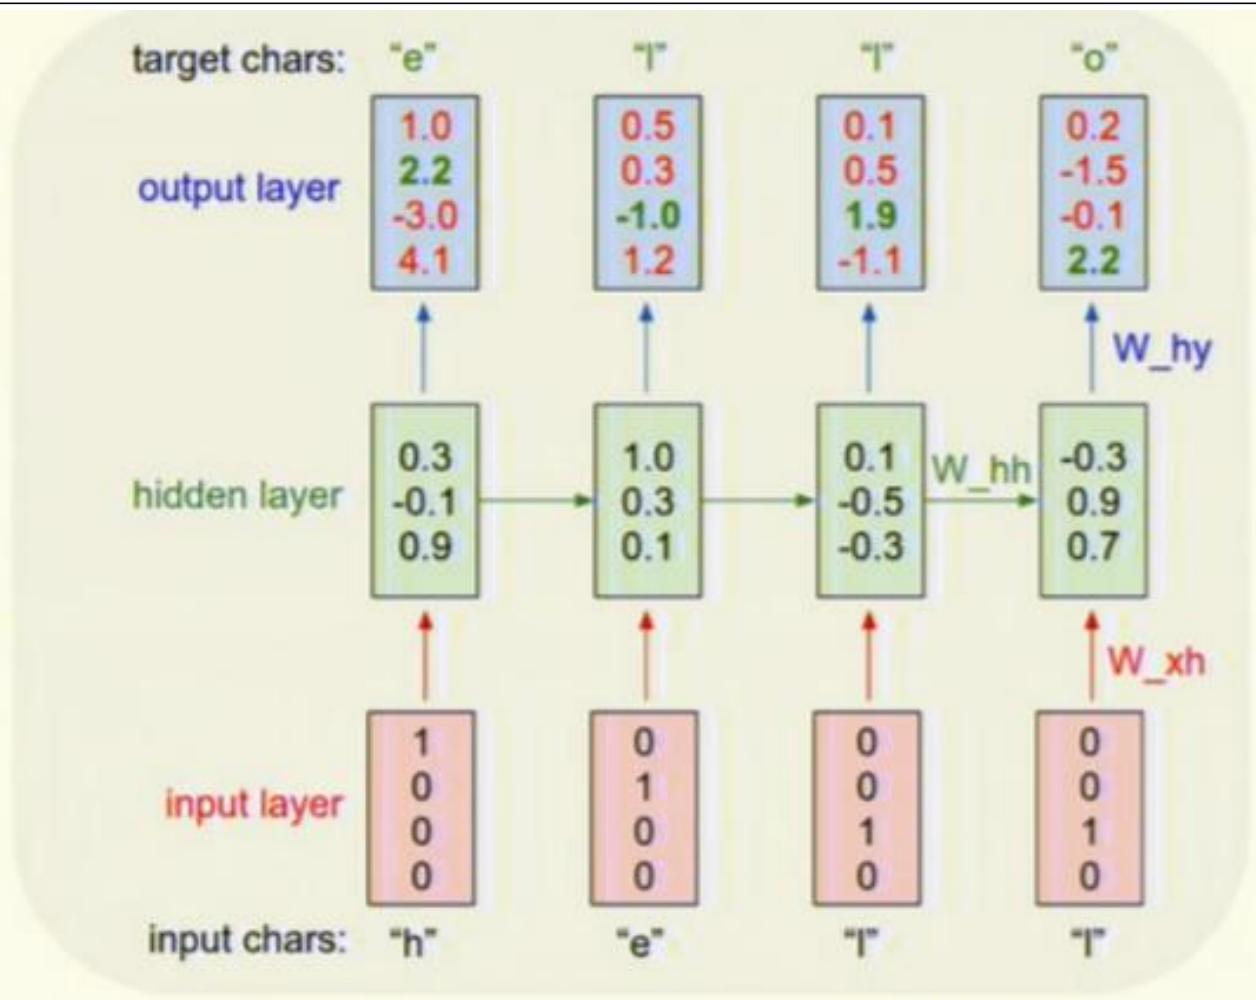 target chars: “e” “l” “l” “o”
1.0 0.5 0.1 0.2
2.2 0.3 0.5 -1.5
output layer
-3.0 -1.0 1.9 -0.1
4.1 1.2 -1.1 2.2
W_hy
0.3 1.0 0.1 W_hh -0.3
hidden layer -0.1 0.3 -0.5 0.9
0.9 0.1 -0.3 0.7
W_xh
1 0 0 0
0 1 0 0
input layer
0 0 1 1
0 0 0 0
input chars: “h” “e” “l” “l”